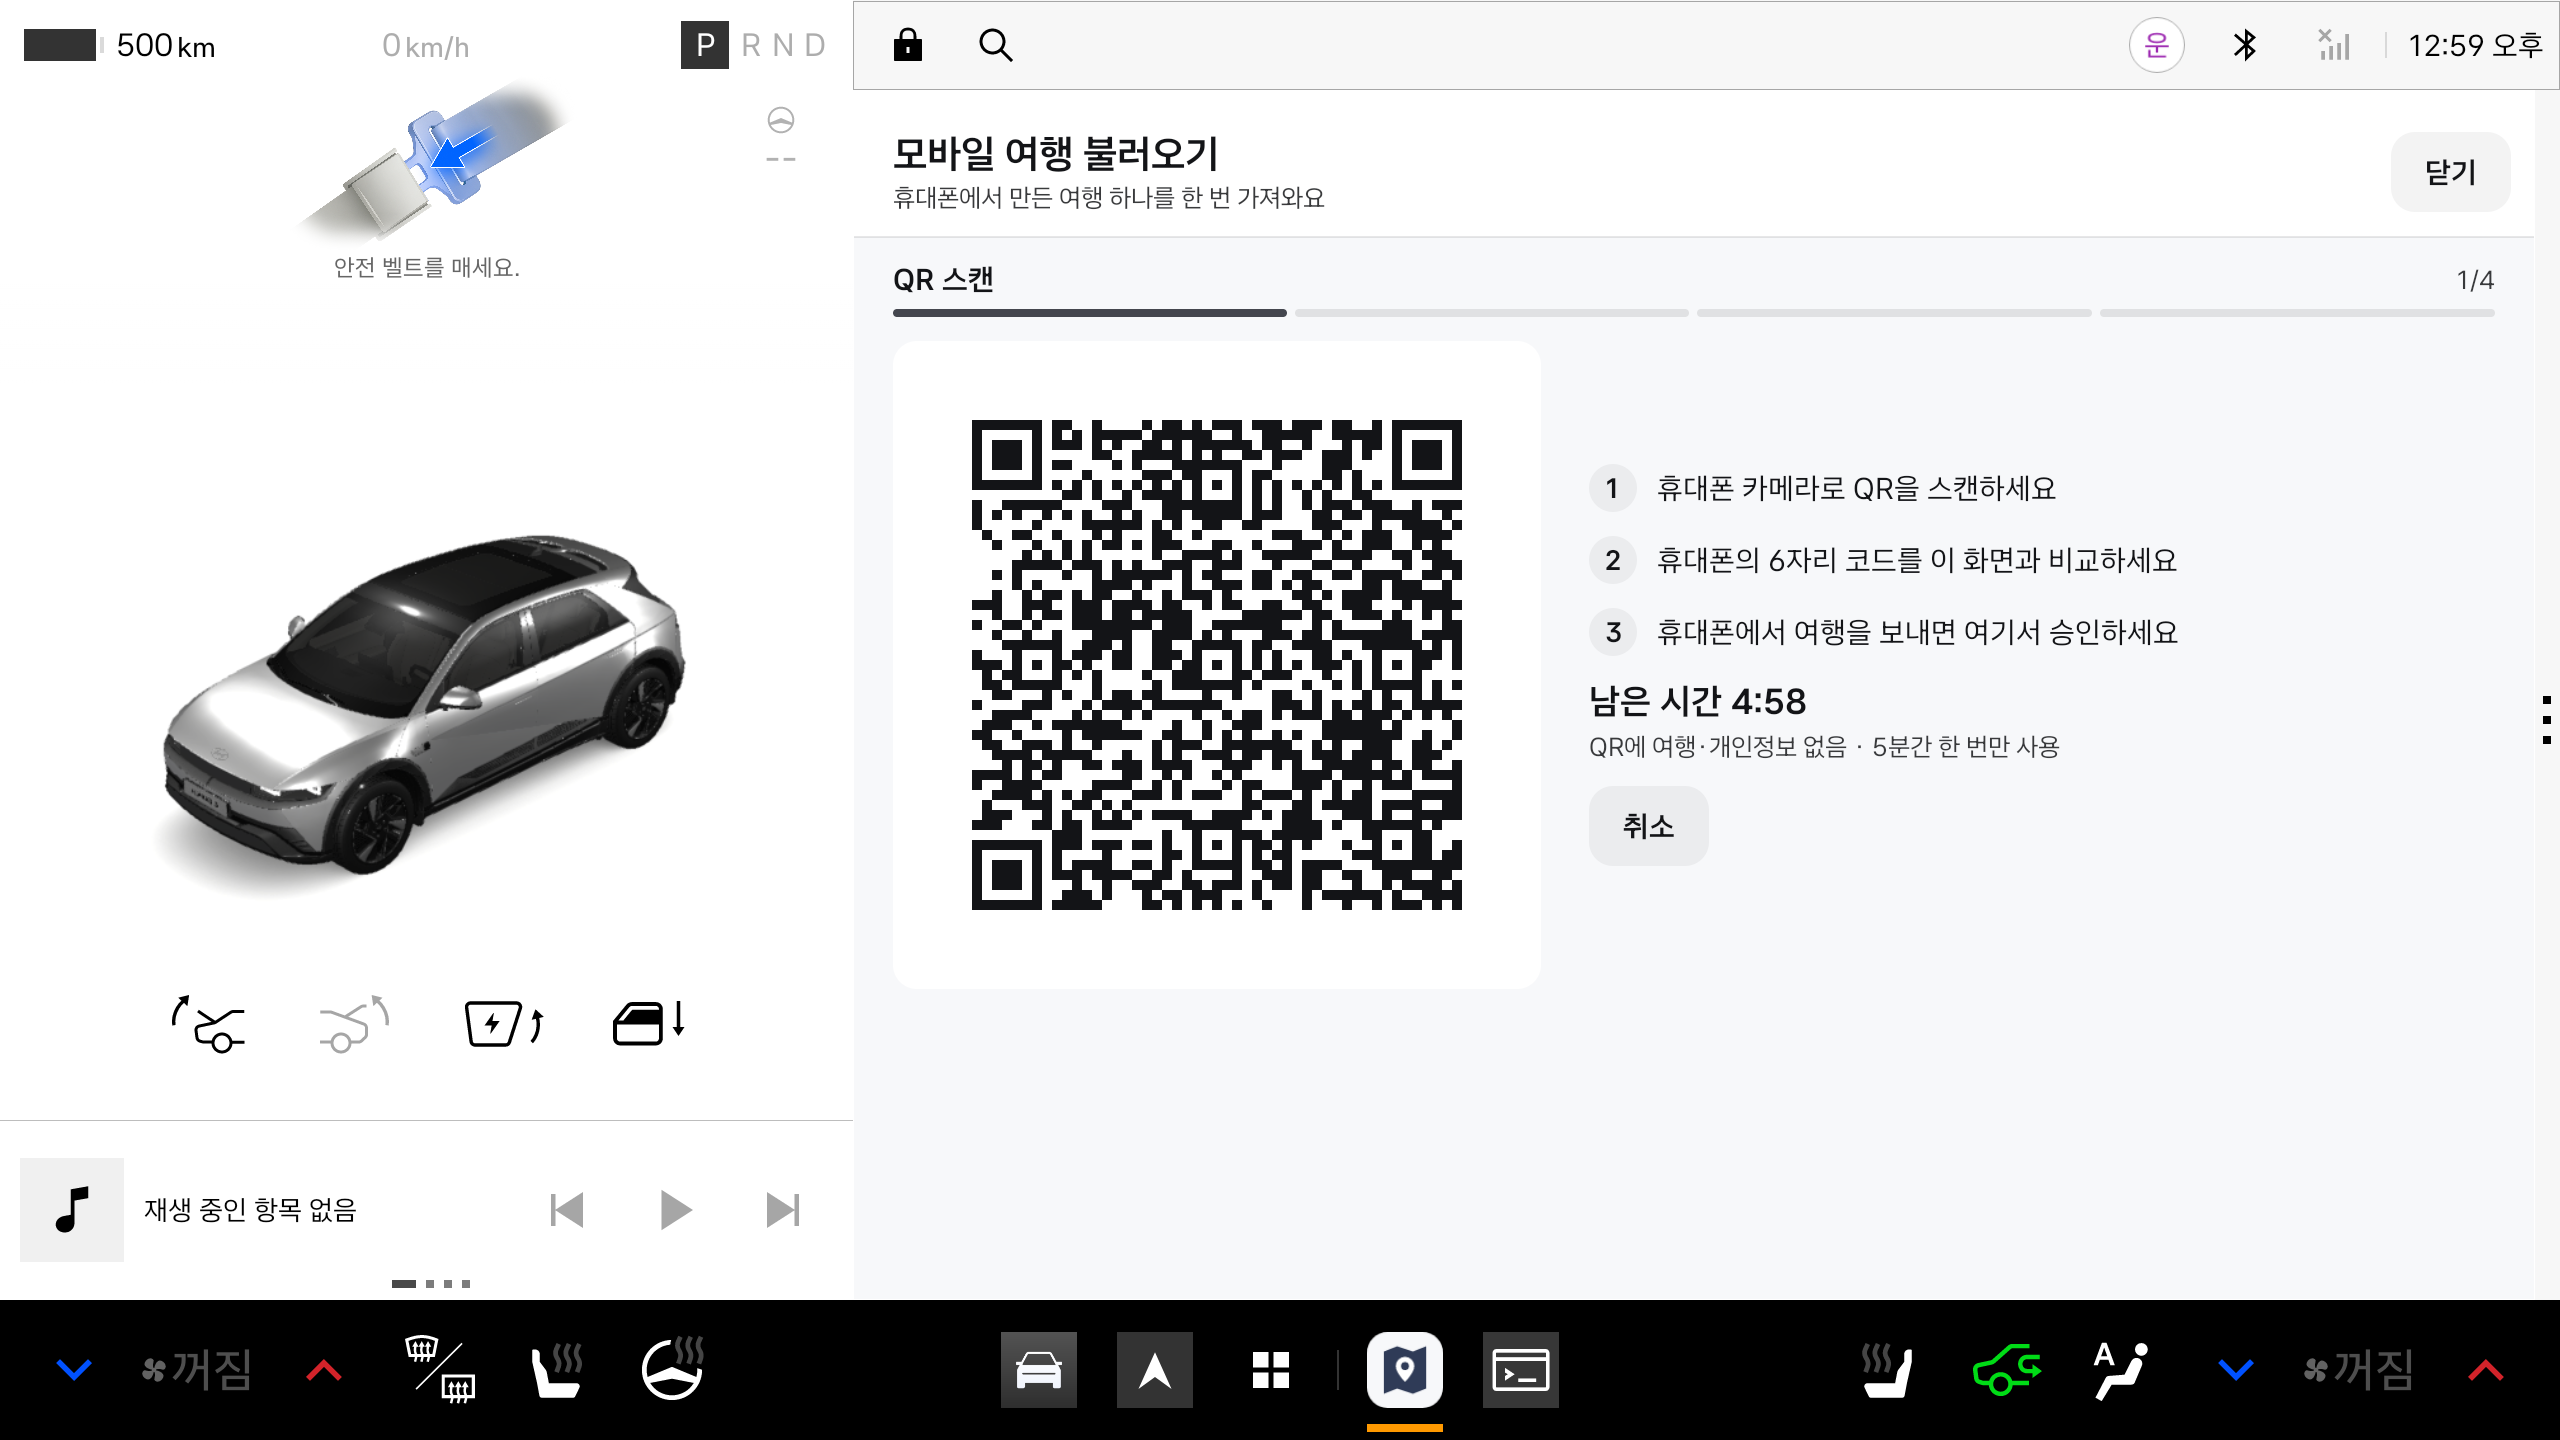 500 km
0 km/h
P R N D
안전 벨트를 매세요.
재생 중인 항목 없음
운
12:59 오후
모바일 여행 불러오기
휴대폰에서 만든 여행 하나를 한 번 가져와요
닫기
QR 스캔
1/4
1 휴대폰 카메라로 QR을 스캔하세요
2 휴대폰의 6자리 코드를 이 화면과 비교하세요
3 휴대폰에서 여행을 보내면 여기서 승인하세요
남은 시간 4:58
QR에 여행·개인정보 없음 · 5분간 한 번만 사용
취소
꺼짐
A
꺼짐